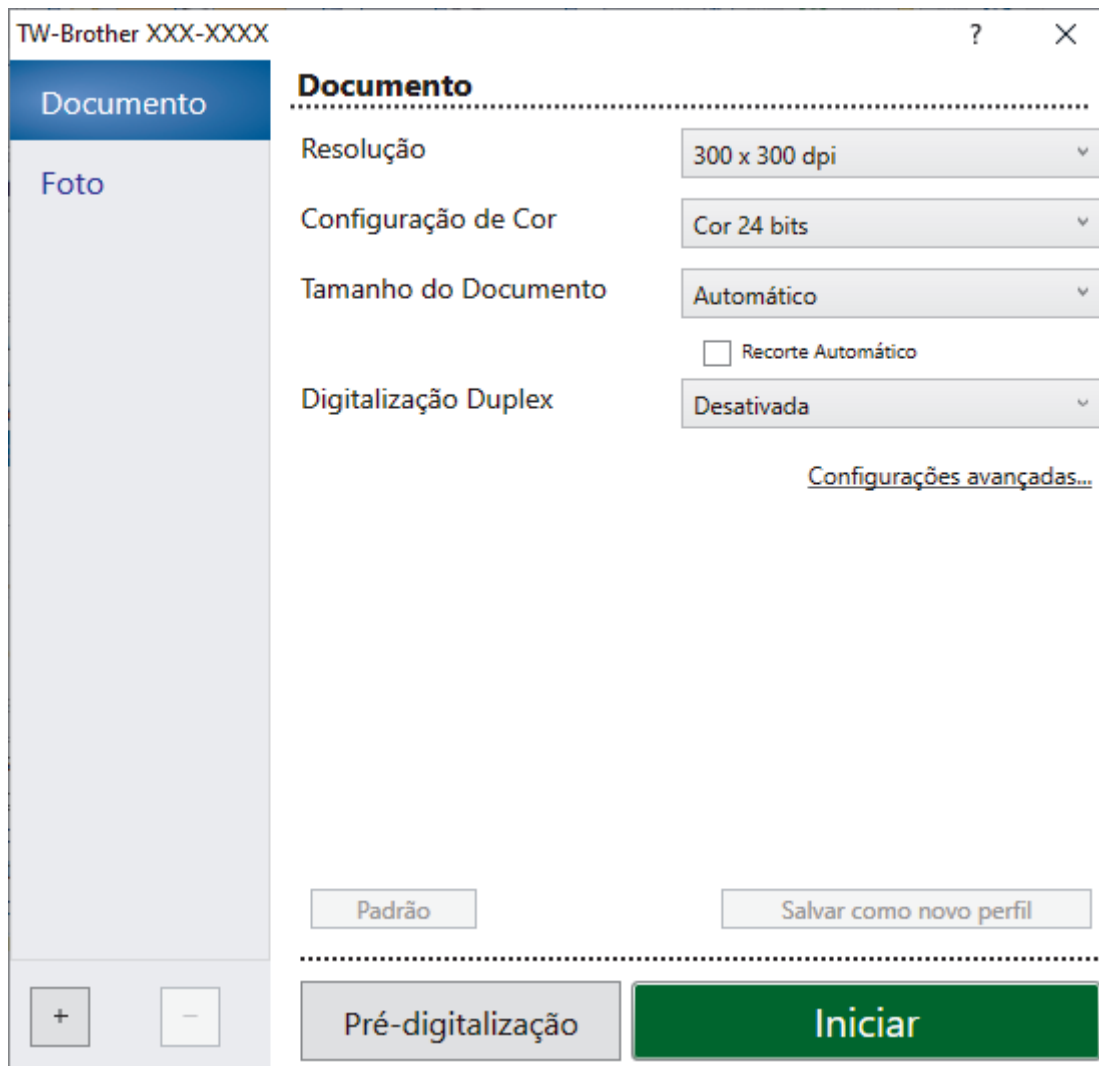 TW-Brother XXX-XXXX ? ×
Documento
Foto
Documento
Resolução 300 x 300 dpi
Configuração de Cor Cor 24 bits
Tamanho do Documento Automático
Recorte Automático
Digitalização Duplex Desativada
Configurações avançadas...
Padrão Salvar como novo perfil
+ − Pré-digitalização Iniciar